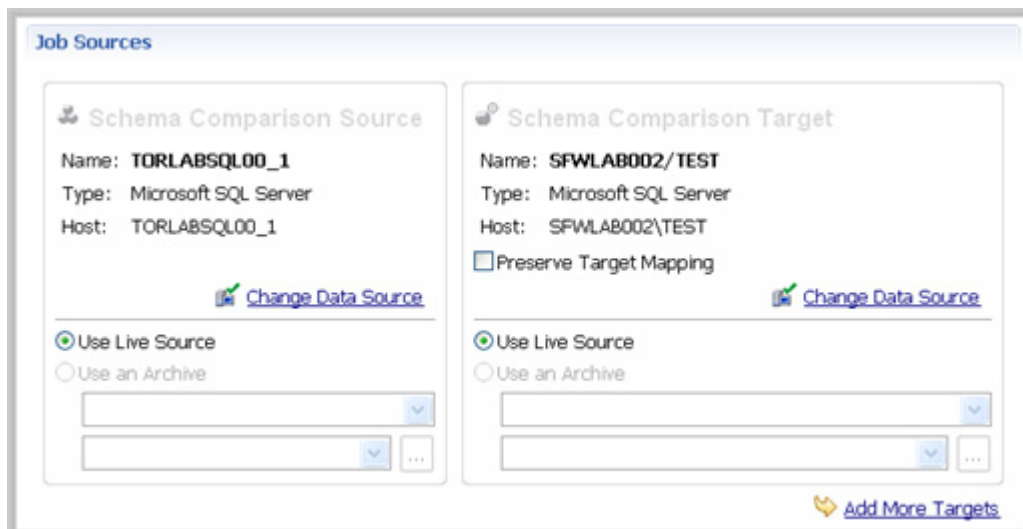 Job Sources
Schema Comparison Source
Name: TORLABSQL00_1
Type: Microsoft SQL Server
Host: TORLABSQL00_1
Change Data Source
Use Live Source
Use an Archive
...
Schema Comparison Target
Name: SFWLAB002/TEST
Type: Microsoft SQL Server
Host: SFWLAB002\TEST
Preserve Target Mapping
Change Data Source
Use Live Source
Use an Archive
...
Add More Targets